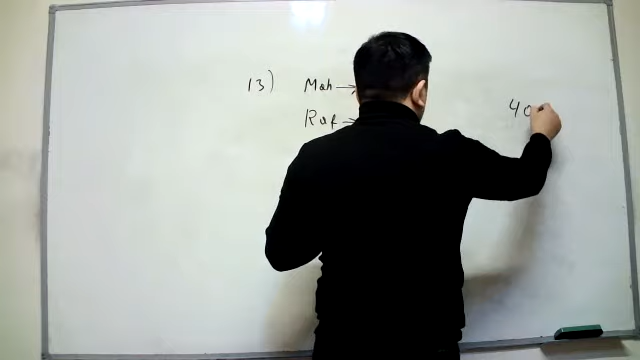 13) Mah →
Raf →
40